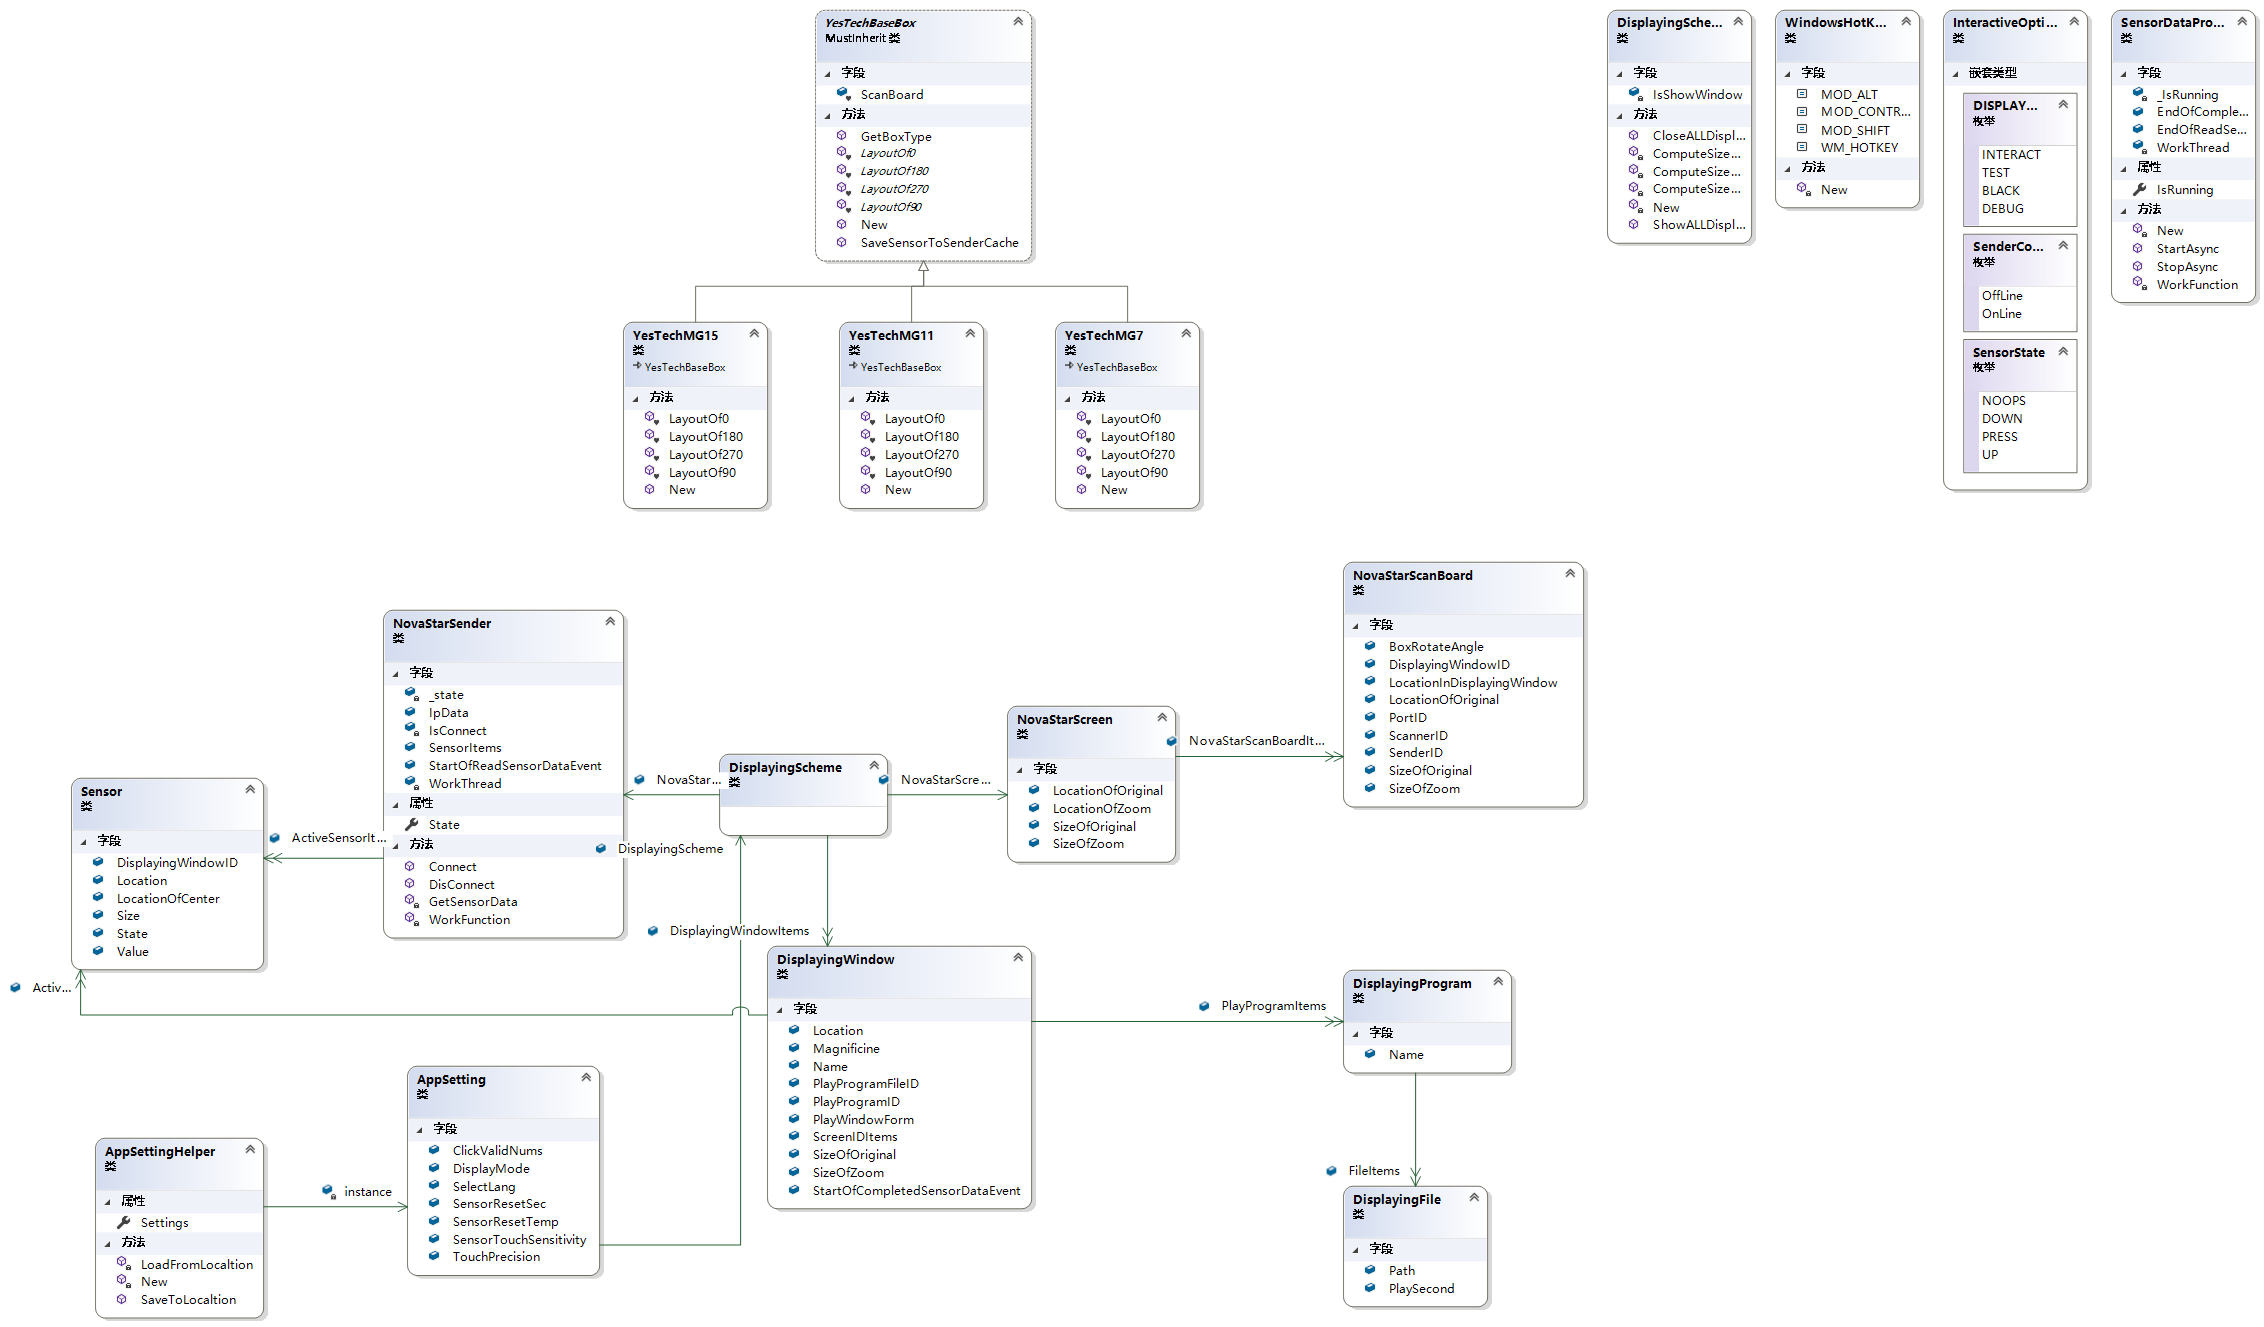 YesTechBaseBox
MustInherit 类
字段
ScanBoard
方法
GetBoxType
LayoutOf0
LayoutOf180
LayoutOf270
LayoutOf90
New
SaveSensorToSenderCache
DisplayingSche...
类
字段
IsShowWindow
方法
CloseALLDispl...
ComputeSize...
ComputeSize...
ComputeSize...
New
ShowALLDispl...
WindowsHotK...
类
字段
MOD_ALT
MOD_CONTR...
MOD_SHIFT
WM_HOTKEY
方法
New
InteractiveOpti...
类
嵌套类型
DISPLAY...
枚举
INTERACT
TEST
BLACK
DEBUG
SenderCo...
枚举
OffLine
OnLine
SensorState
枚举
NOOPS
DOWN
PRESS
UP
SensorDataPro...
类
字段
_IsRunning
EndOfComple...
EndOfReadSe...
WorkThread
属性
IsRunning
方法
New
StartAsync
StopAsync
WorkFunction
YesTechMG15
类
YesTechBaseBox
方法
LayoutOf0
LayoutOf180
LayoutOf270
LayoutOf90
New
YesTechMG11
类
YesTechBaseBox
方法
LayoutOf0
LayoutOf180
LayoutOf270
LayoutOf90
New
YesTechMG7
类
YesTechBaseBox
方法
LayoutOf0
LayoutOf180
LayoutOf270
LayoutOf90
New
NovaStarScanBoard
类
字段
BoxRotateAngle
DisplayingWindowID
LocationInDisplayingWindow
LocationOfOriginal
PortID
ScannerID
SenderID
SizeOfOriginal
SizeOfZoom
NovaStarSender
类
字段
_state
IpData
IsConnect
SensorItems
StartOfReadSensorDataEvent
WorkThread
属性
State
方法
Connect
DisConnect
GetSensorData
WorkFunction
NovaStarScreen
类
字段
LocationOfOriginal
LocationOfZoom
SizeOfOriginal
SizeOfZoom
NovaStarScanBoardIt...
DisplayingScheme
类
NovaStar...
NovaStarScre...
Sensor
类
字段
DisplayingWindowID
Location
LocationOfCenter
Size
State
Value
ActiveSensorIt...
DisplayingScheme
DisplayingWindowItems
Activ...
DisplayingWindow
类
字段
Location
Magnificine
Name
PlayProgramFileID
PlayProgramID
PlayWindowForm
ScreenIDItems
SizeOfOriginal
SizeOfZoom
StartOfCompletedSensorDataEvent
PlayProgramItems
DisplayingProgram
类
字段
Name
FileItems
DisplayingFile
类
字段
Path
PlaySecond
AppSetting
类
字段
ClickValidNums
DisplayMode
SelectLang
SensorResetSec
SensorResetTemp
SensorTouchSensitivity
TouchPrecision
AppSettingHelper
类
属性
Settings
方法
LoadFromLocaltion
New
SaveToLocaltion
instance